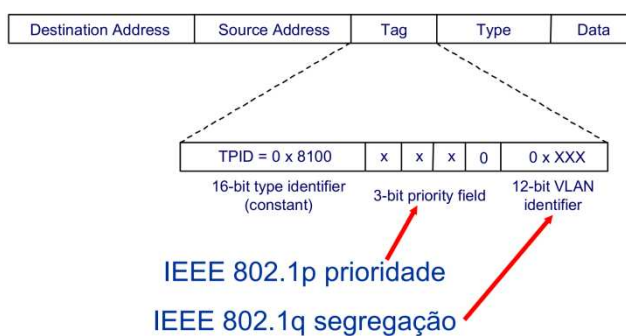 Destination Address Source Address Tag Type Data
TPID = 0 x 8100 x x x 0 0 x XXX
16-bit type identifier
(constant)
3-bit priority field
12-bit VLAN
identifier
IEEE 802.1p prioridade
IEEE 802.1q segregação